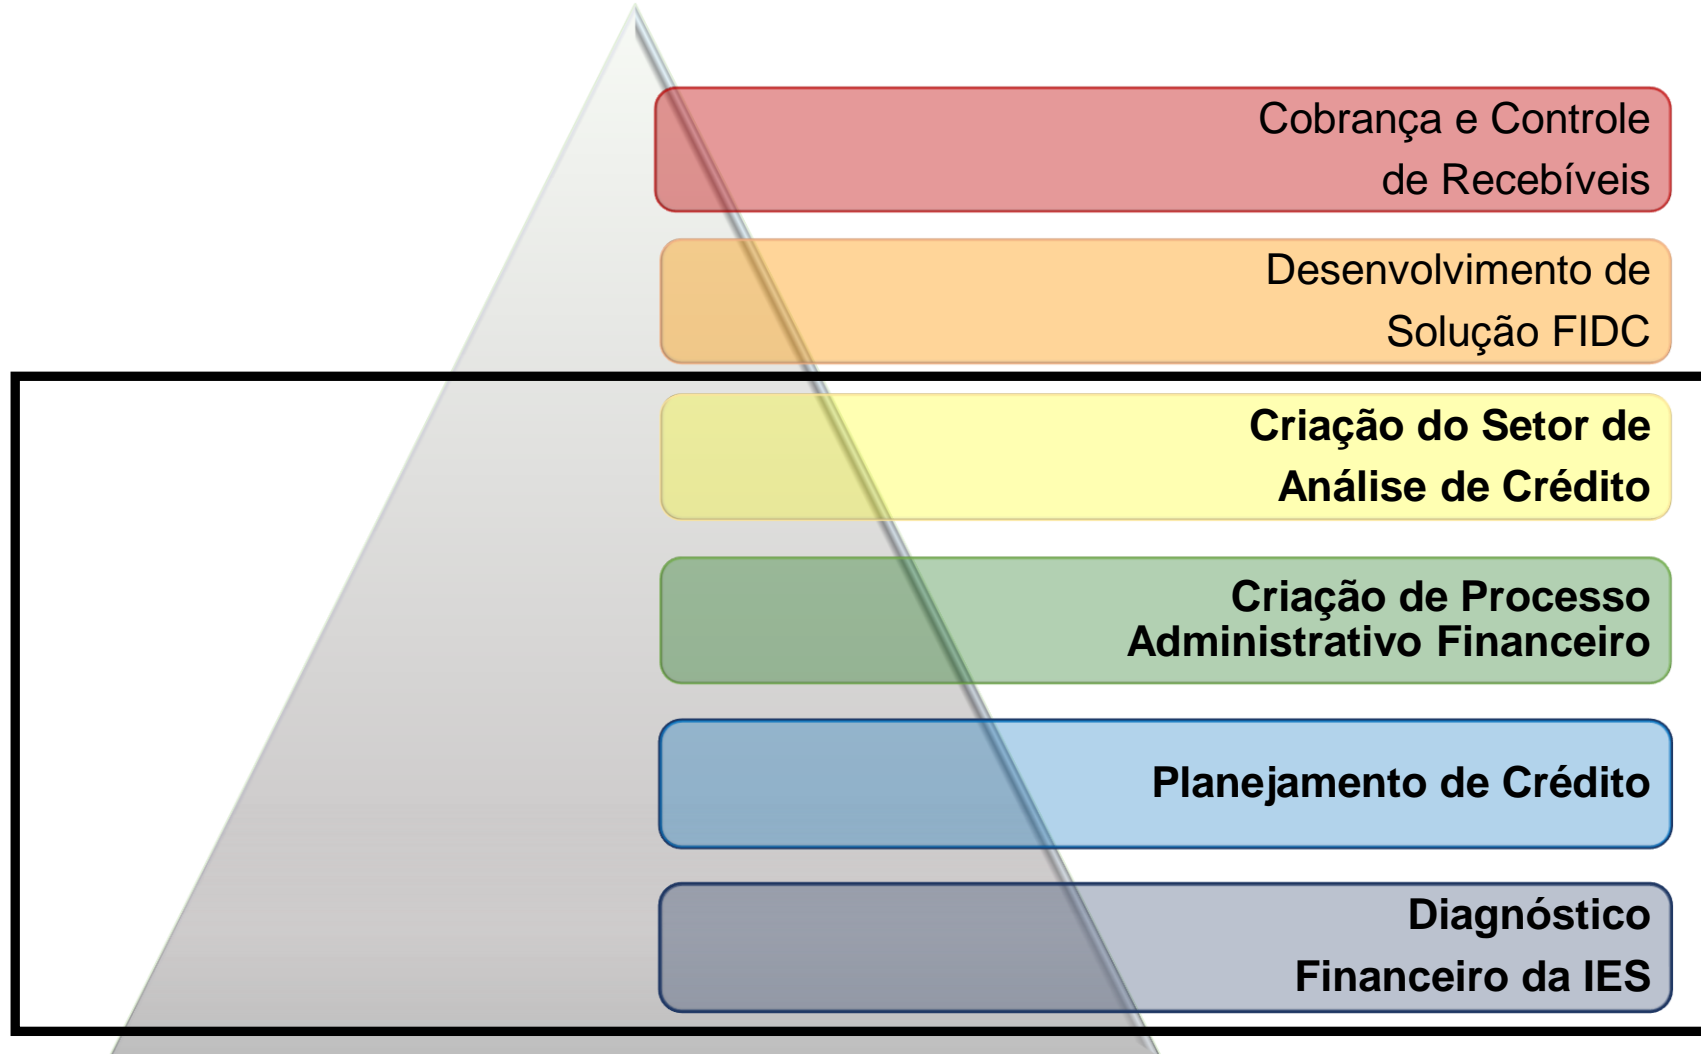 Cobrança e Controle
de Recebíveis
Desenvolvimento de
Solução FIDC
Criação do Setor de
Análise de Crédito
Criação de Processo
Administrativo Financeiro
Planejamento de Crédito
Diagnóstico
Financeiro da IES